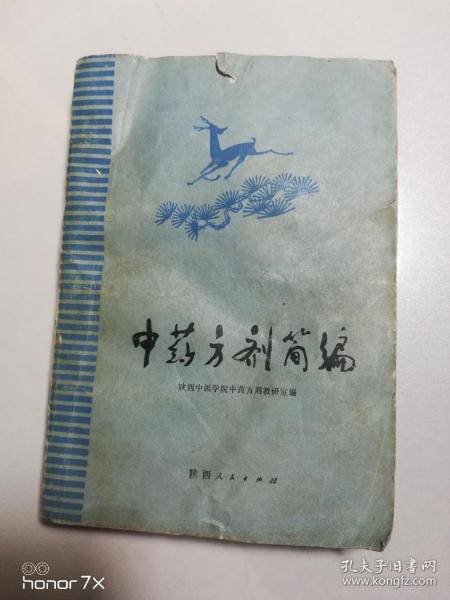 中药方剂简编
陕西中医学院中药方剂教研室编
陕西人民出版社
honor 7X
孔夫子旧书网
www.kongfz.com